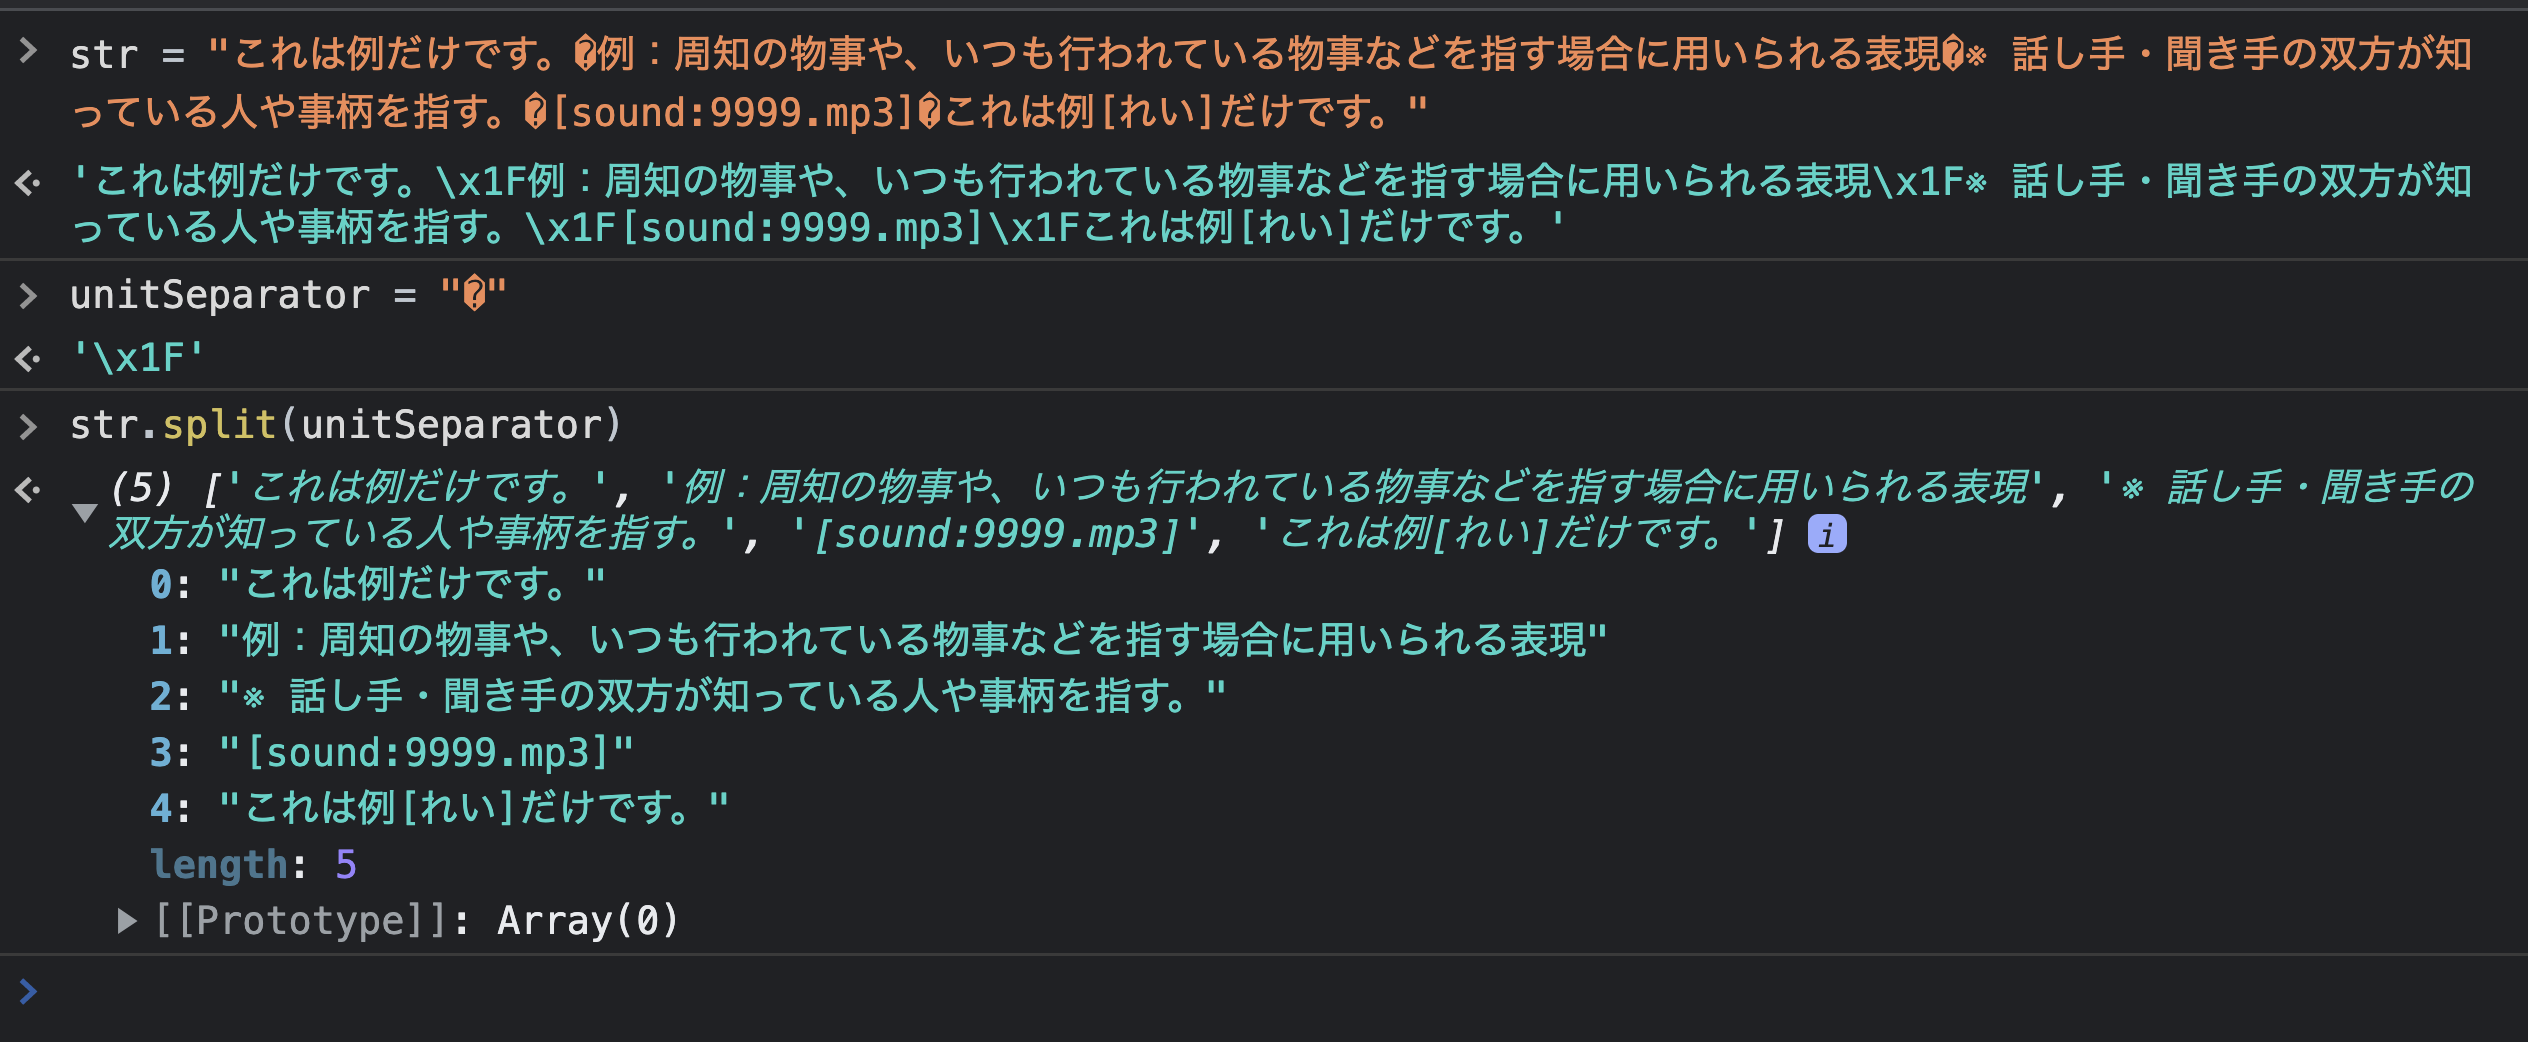 > str = "これは例だけです。�例：周知の物事や、いつも行われている物事などを指す場合に用いられる表現�※ 話し手・聞き手の双方が知
っている人や事柄を指す。�[sound:9999.mp3]�これは例[れい]だけです。"
'これは例だけです。\x1F例：周知の物事や、いつも行われている物事などを指す場合に用いられる表現\x1F※ 話し手・聞き手の双方が知
っている人や事柄を指す。\x1F[sound:9999.mp3]\x1Fこれは例[れい]だけです。'
> unitSeparator = "�"
'\x1F'
> str.split(unitSeparator)
(5) ['これは例だけです。', '例：周知の物事や、いつも行われている物事などを指す場合に用いられる表現', '※ 話し手・聞き手の
双方が知っている人や事柄を指す。', '[sound:9999.mp3]', 'これは例[れい]だけです。'] i
0: "これは例だけです。"
1: "例：周知の物事や、いつも行われている物事などを指す場合に用いられる表現"
2: "※ 話し手・聞き手の双方が知っている人や事柄を指す。"
3: "[sound:9999.mp3]"
4: "これは例[れい]だけです。"
length: 5
[[Prototype]]: Array(0)
>